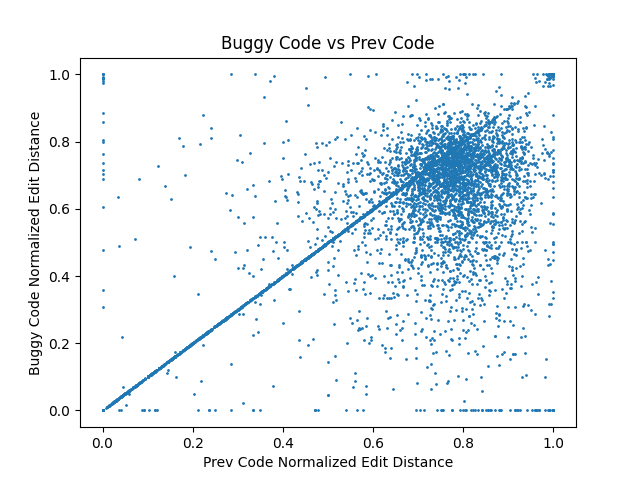 Buggy Code vs Prev Code
Buggy Code Normalized Edit Distance
1.0
0.8
0.6
0.4
0.2
0.0
0.0 0.2 0.4 0.6 0.8 1.0
Prev Code Normalized Edit Distance